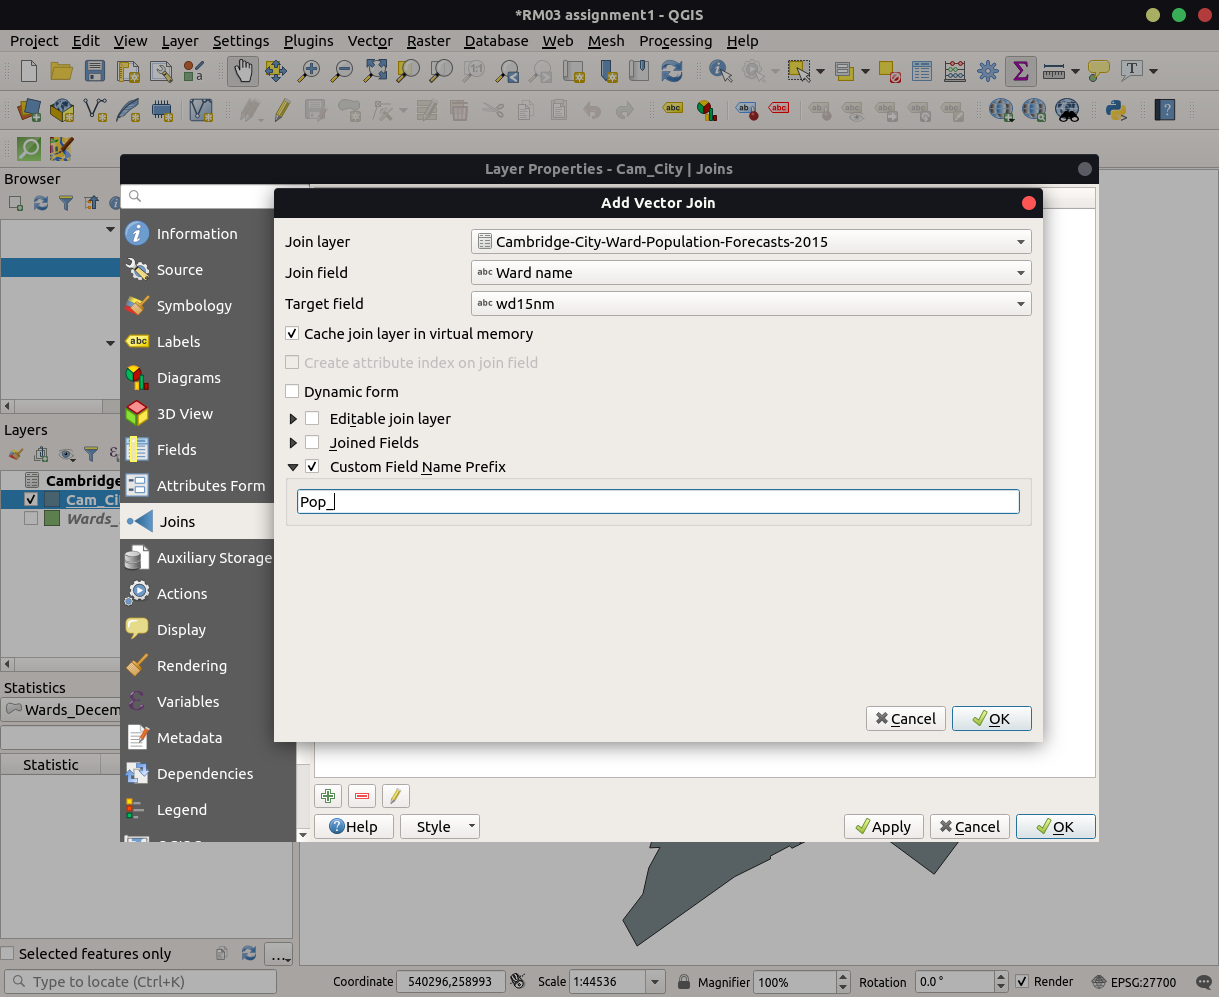 *RM03 assignment1 - QGIS
Project Edit View Layer Settings Plugins Vector Raster Database Web Mesh Processing Help
Layer Properties - Cam_City | Joins
Browser
Add Vector Join
Information
Source
Symbology
Labels
Diagrams
3D View
Fields
Attributes Form
Joins
Auxiliary Storage
Actions
Display
Rendering
Variables
Metadata
Dependencies
Legend
Join layer Cambridge-City-Ward-Population-Forecasts-2015
Join field abc Ward name
Target field abc wd15nm
Cache join layer in virtual memory
Create attribute index on join field
Dynamic form
Editable join layer
Joined Fields
Custom Field Name Prefix
Pop_
Cancel OK
Help Style Apply Cancel OK
Layers
Cambridge
Cam_Ci
Wards_
Statistics
Wards_Decem
Statistic
Selected features only
Type to locate (Ctrl+K) Coordinate 540296,258993 Scale 1:44536 Magnifier 100% Rotation 0.0 ° Render EPSG:27700